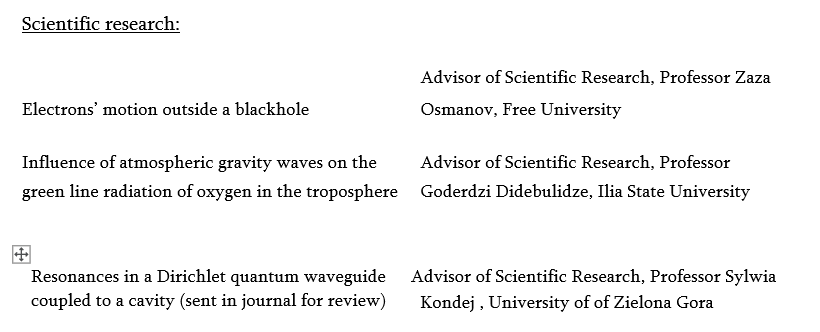 Scientific research:
Advisor of Scientific Research, Professor Zaza
Electrons’ motion outside a blackhole
Osmanov, Free University
Influence of atmospheric gravity waves on the
green line radiation of oxygen in the troposphere
Advisor of Scientific Research, Professor
Goderdzi Didebulidze, Ilia State University
Resonances in a Dirichlet quantum waveguide
coupled to a cavity (sent in journal for review)
Advisor of Scientific Research, Professor Sylwia
Kondej , University of of Zielona Gora